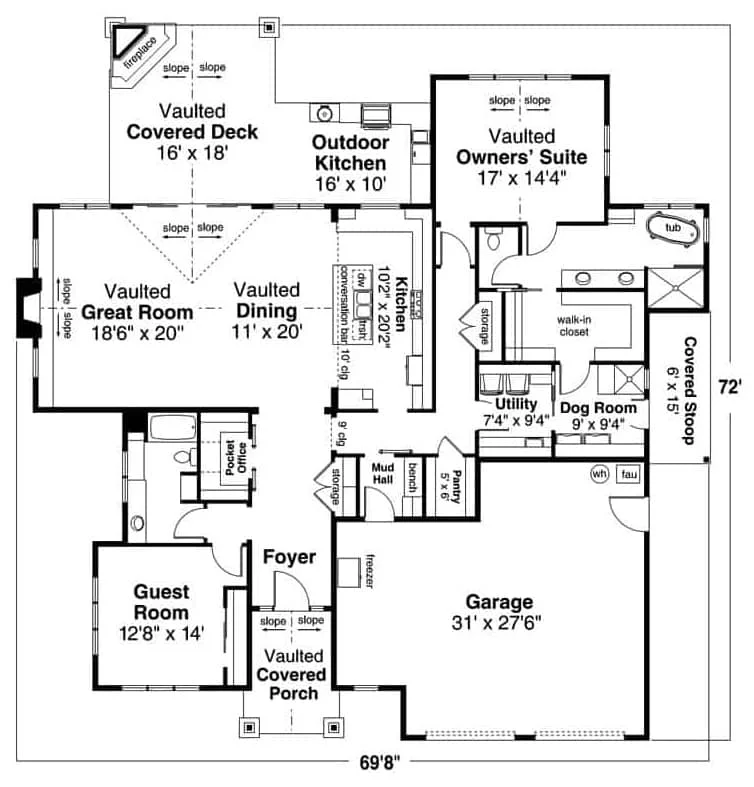 fireplace
slope slope
Vaulted
Covered Deck
16' x 18'
Outdoor
Kitchen
16' x 10'
slope slope
Vaulted
Owners' Suite
17' x 14'4"
tub
slope slope
slope slope
Vaulted
Great Room
18'6" x 20"
Vaulted
Dining
11' x 20'
conversation bar
dw
trsh
10' clg
Kitchen
10'2" x 20'2"
storage
walk-in
closet
Covered Stoop
6' x 15'
72'
Utility
7'4" x 9'4"
Dog Room
9' x 9'4"
Pocket
Office
9' clg
storage
Mud
Hall
bench
Pantry
5' x 6'
wh
fau
Foyer
freezer
Guest
Room
12'8" x 14'
Garage
31' x 27'6"
slope slope
Vaulted
Covered
Porch
69'8"